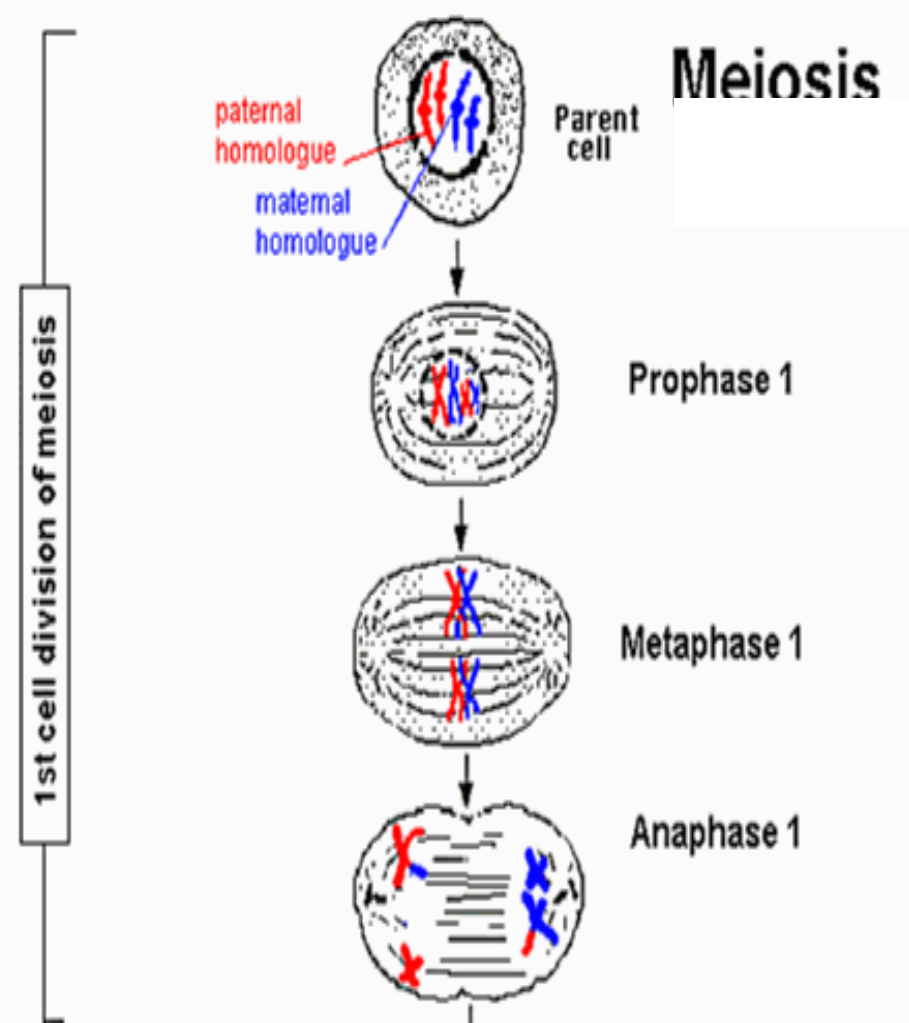 Meiosis
paternal
homologue
maternal
homologue
Parent
cell
Prophase 1
1st cell division of meiosis
Metaphase 1
Anaphase 1